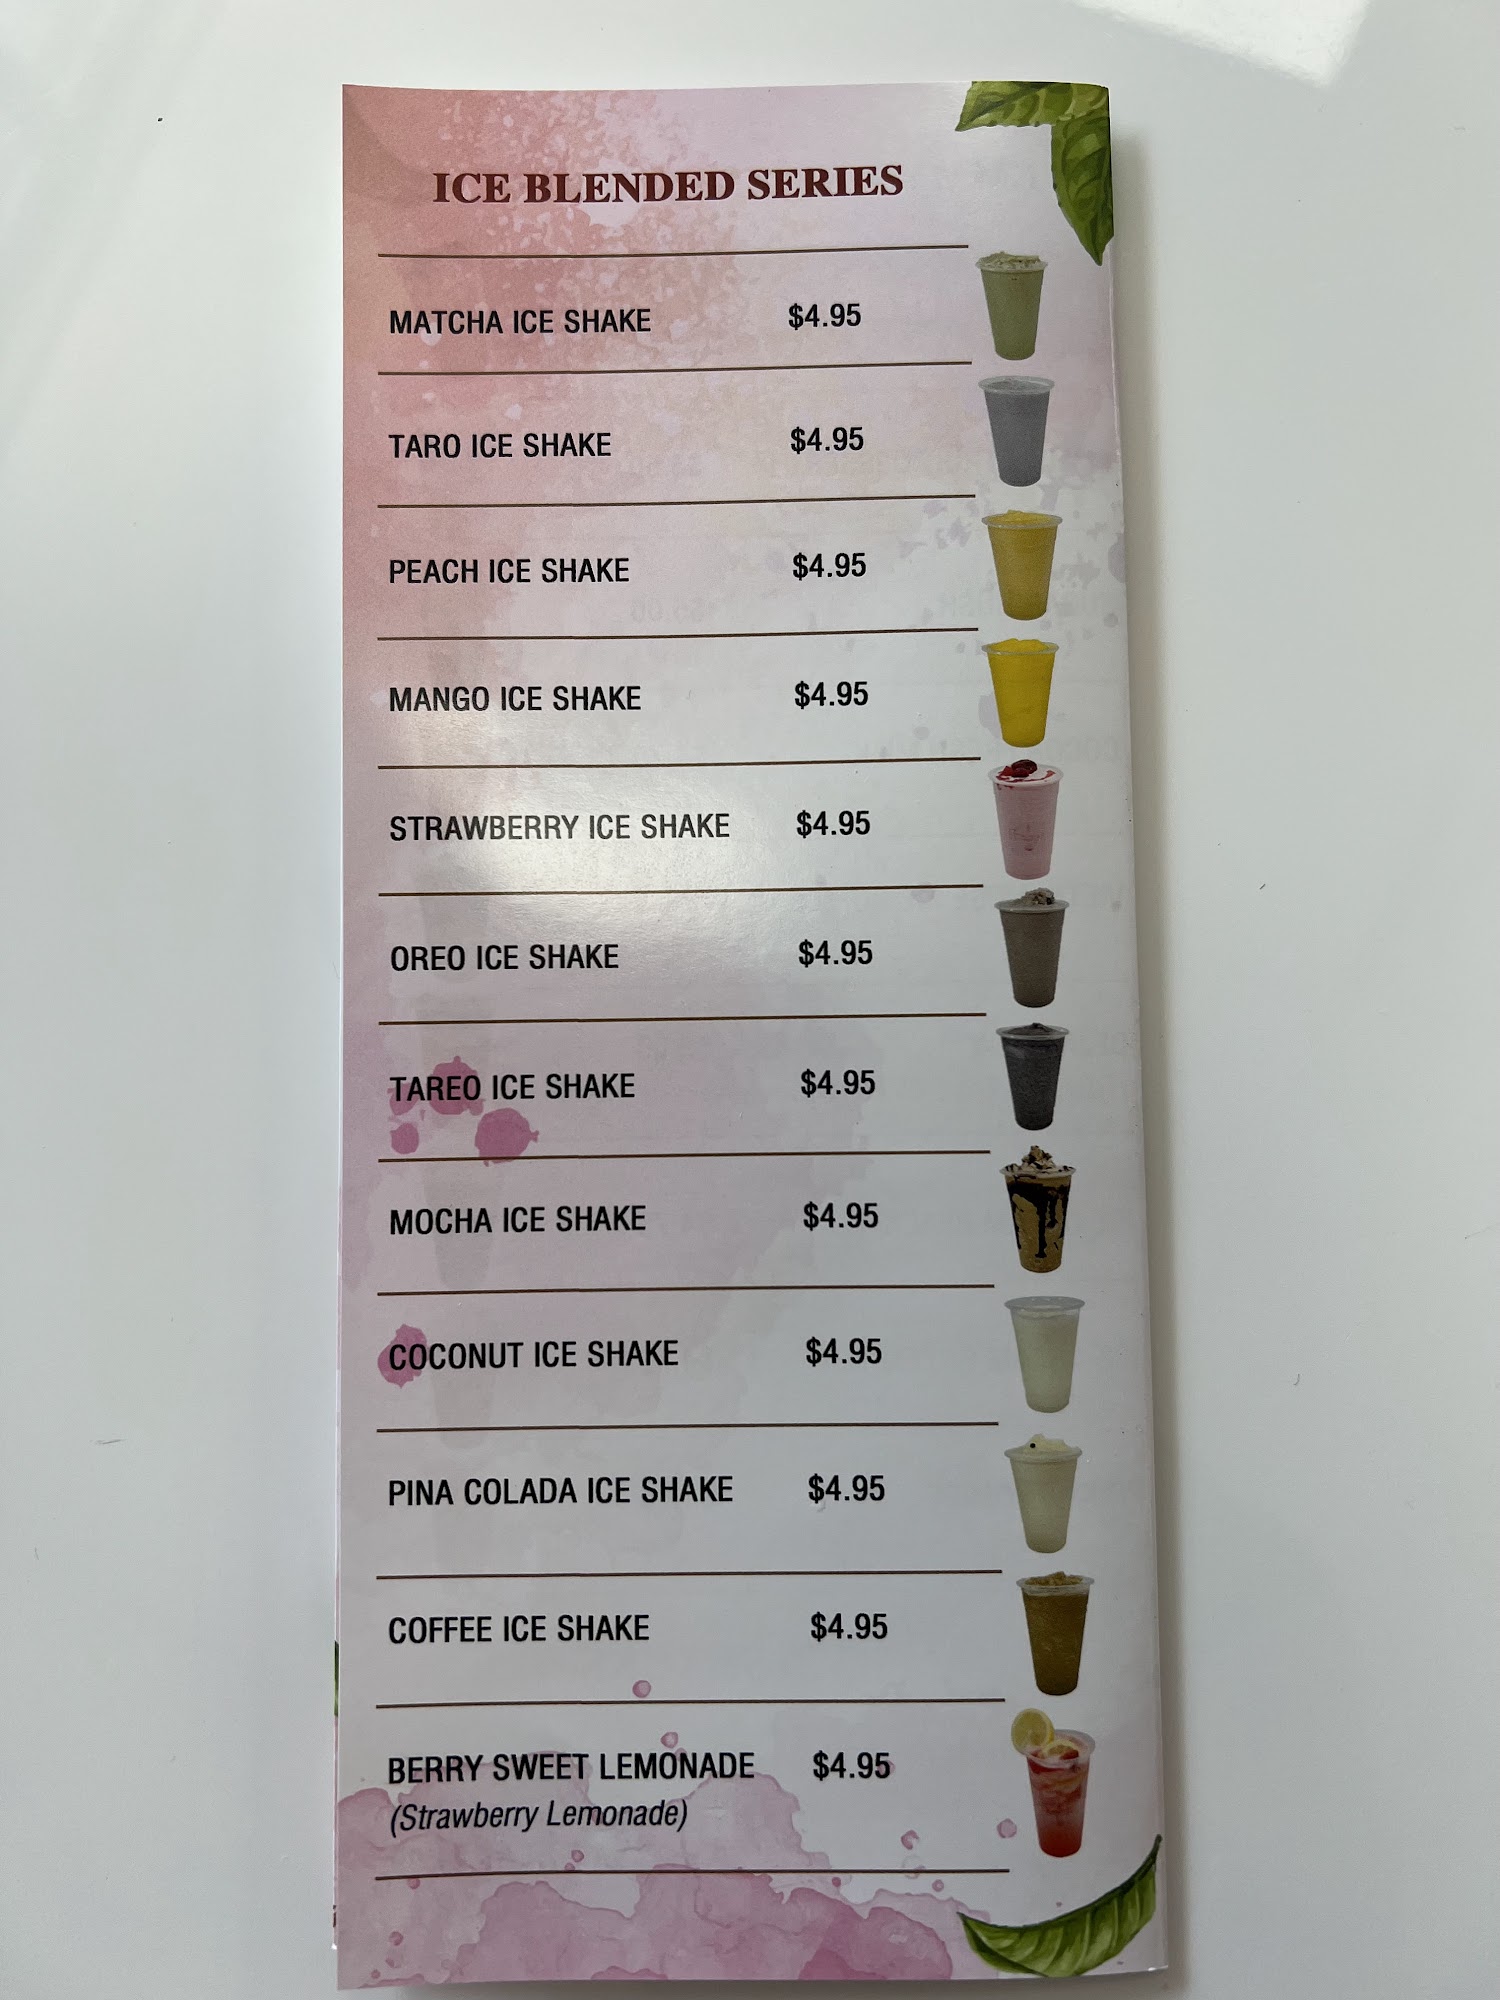 ICE BLENDED SERIES
MATCHA ICE SHAKE $4.95
TARO ICE SHAKE $4.95
PEACH ICE SHAKE $4.95
MANGO ICE SHAKE $4.95
STRAWBERRY ICE SHAKE $4.95
OREO ICE SHAKE $4.95
TAREO ICE SHAKE $4.95
MOCHA ICE SHAKE $4.95
COCONUT ICE SHAKE $4.95
PINA COLADA ICE SHAKE $4.95
COFFEE ICE SHAKE $4.95
BERRY SWEET LEMONADE $4.95
(Strawberry Lemonade)